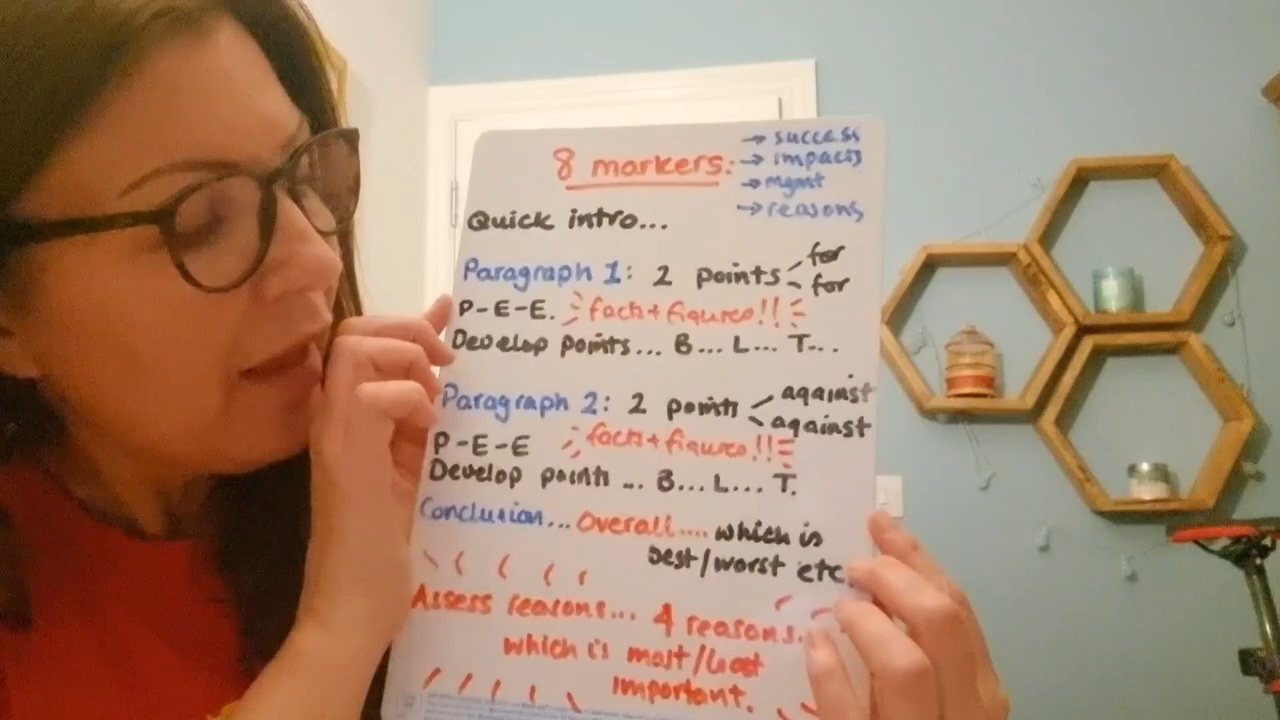 8 markers:
→ success
→ impacts
→ mgmt
→ reasons
Quick intro...
Paragraph 1: 2 points
for
for
P-E-E. facts + figures!!
Develop points... B... L... T...
Paragraph 2: 2 points
against
against
P-E-E facts + figures!!
Develop points ... B... L... T.
Conclusion... Overall.... which is
best/worst etc.
Assess reasons... 4 reasons..
which is most/least
important.